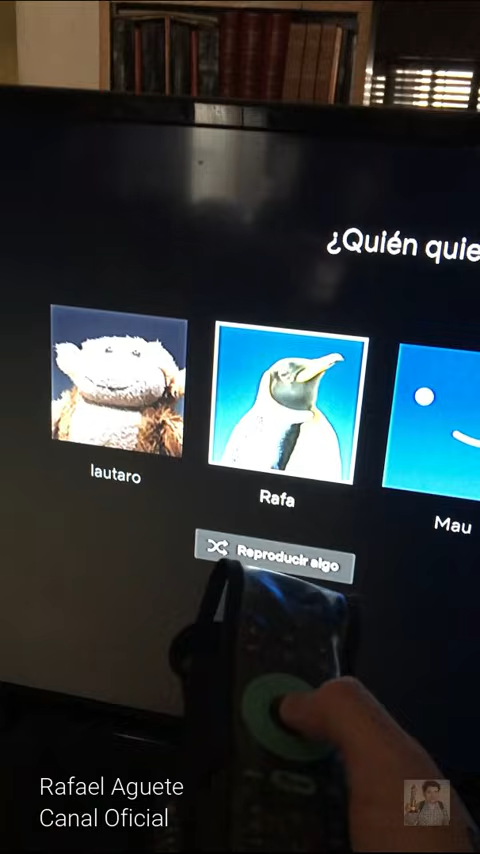 ¿Quién quie
lautaro
Rafa
Mau
Reproducir algo
Rafael Aguete
Canal Oficial